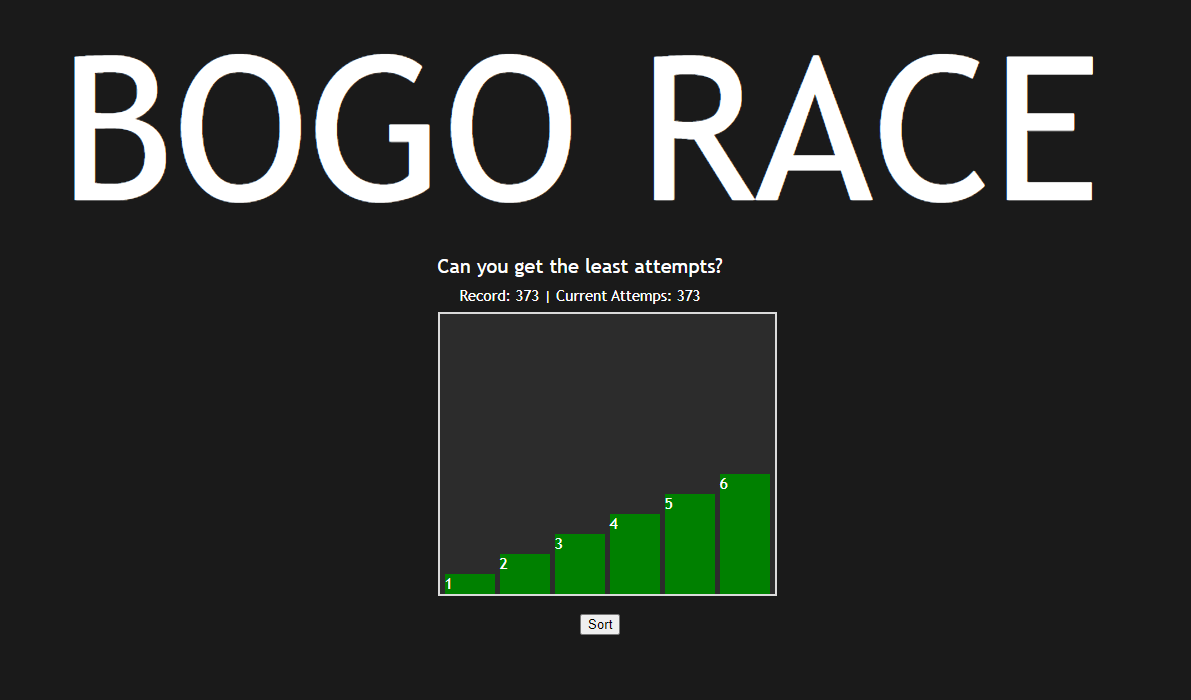 BOGO RACE
Can you get the least attempts?
Record: 373 | Current Attemps: 373
6
5
4
3
2
1
Sort